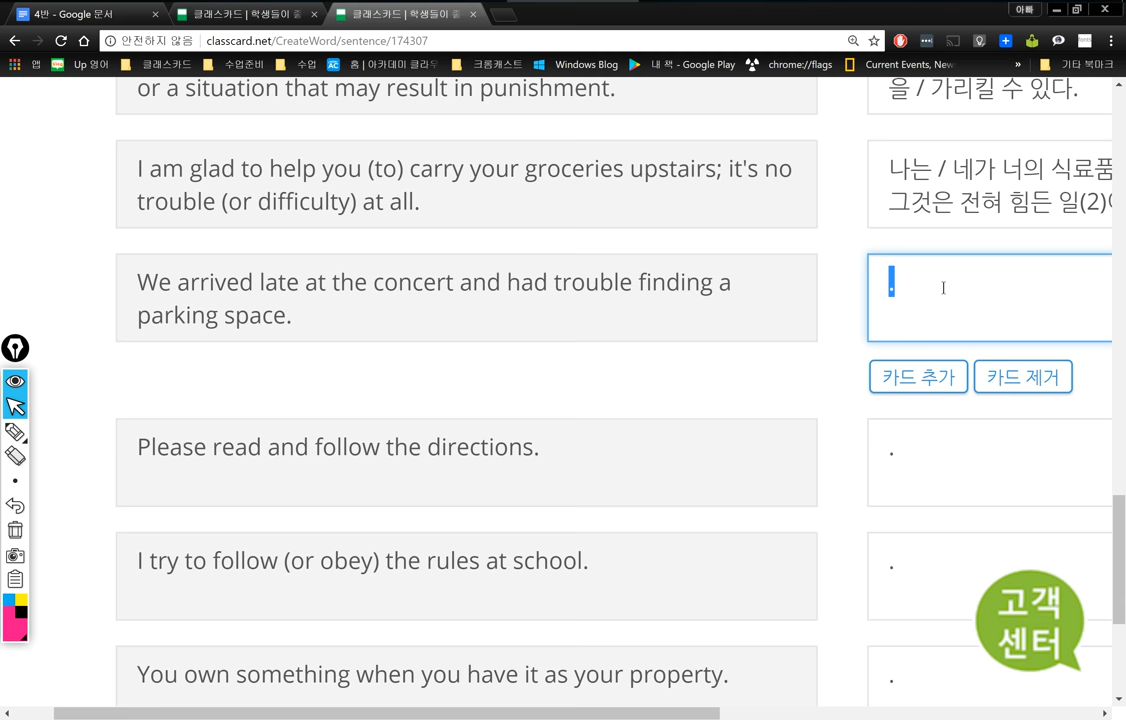 4반 - Google 문서
클래스카드 | 학생들이 좋
클래스카드 | 학생들이 좋
아빠
안전하지 않음 classcard.net/CreateWord/sentence/174307
앱 Up 영어 클래스카드 수업준비 수업 홈 | 아카데미 클라우 크롬캐스트 Windows Blog 내 책 - Google Play chrome://flags Current Events, New » 기타 북마크
or a situation that may result in punishment.
을 / 가리킬 수 있다.
I am glad to help you (to) carry your groceries upstairs; it's no
trouble (or difficulty) at all.
나는 / 네가 너의 식료품
그것은 전혀 힘든 일(2)이
We arrived late at the concert and had trouble finding a
parking space.
.
카드 추가 카드 제거
Please read and follow the directions.
.
I try to follow (or obey) the rules at school.
.
고객
센터
You own something when you have it as your property.
.